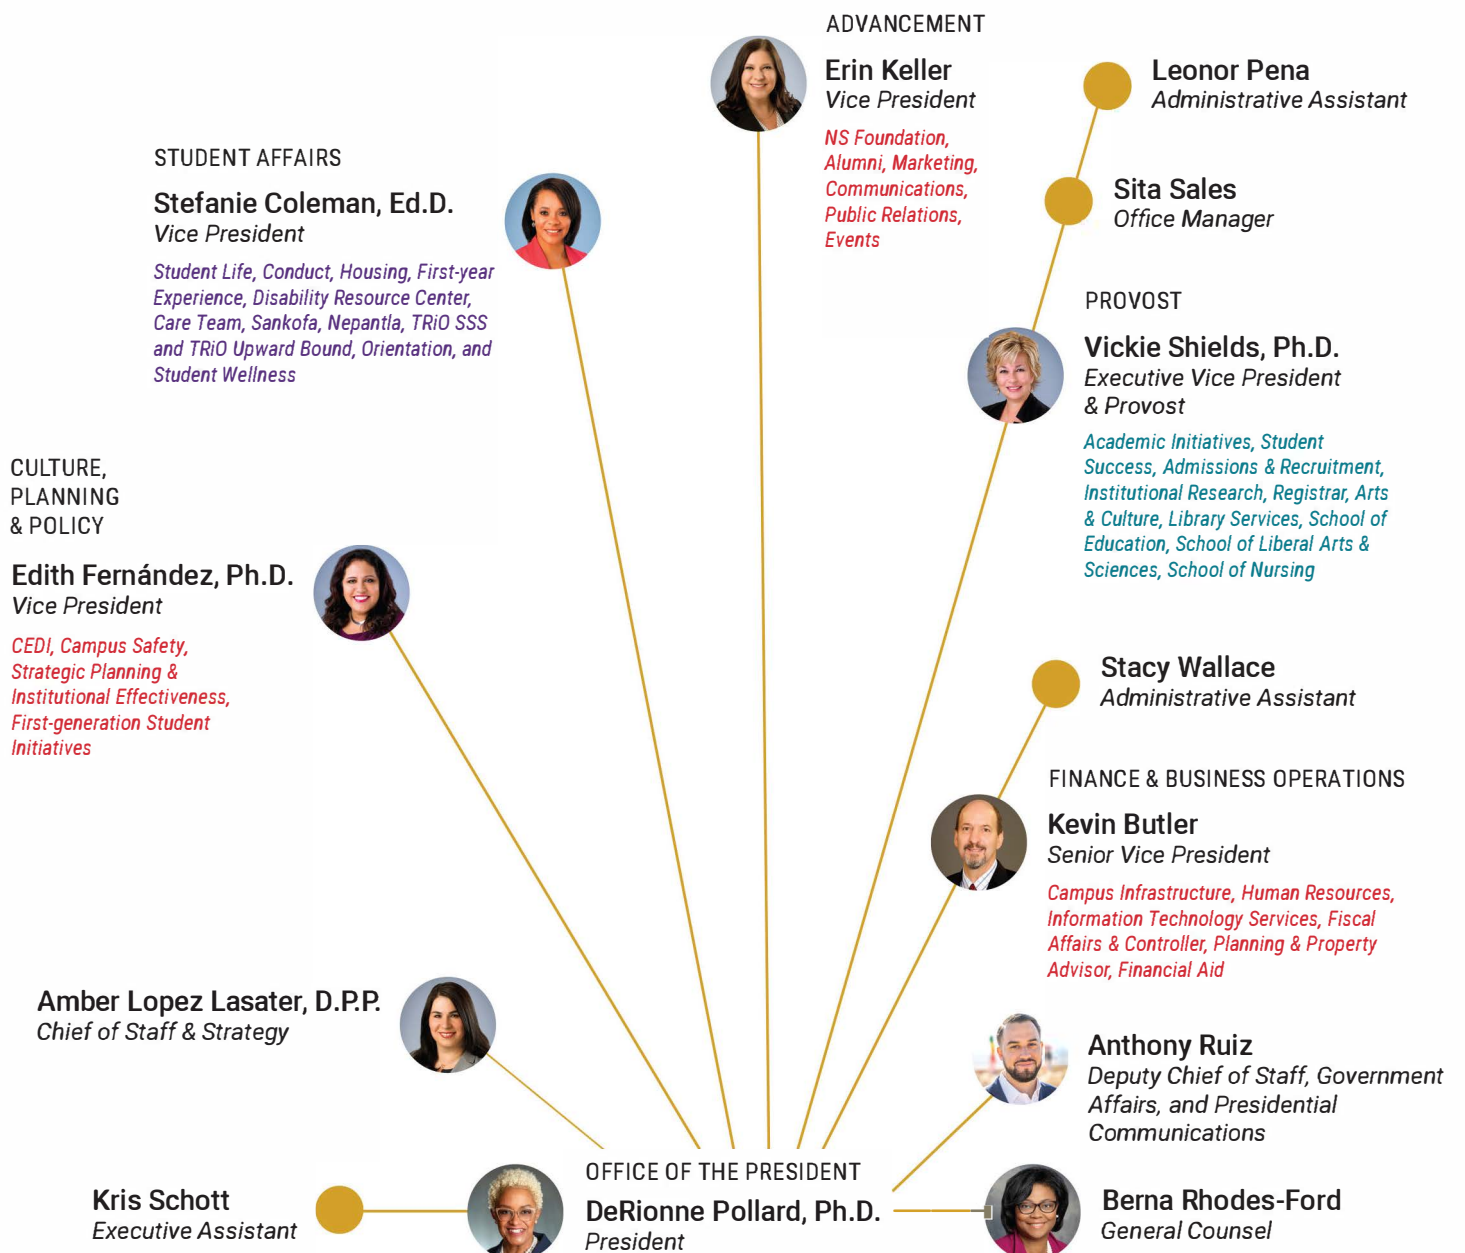 ADVANCEMENT
Erin Keller
Vice President
NS Foundation,
Alumni, Marketing,
Communications,
Public Relations,
Events
Leonor Pena
Administrative Assistant
Sita Sales
Office Manager
STUDENT AFFAIRS
Stefanie Coleman, Ed.D.
Vice President
Student Life, Conduct, Housing, First-year
Experience, Disability Resource Center,
Care Team, Sankofa, Nepantla, TRiO SSS
and TRiO Upward Bound, Orientation, and
Student Wellness
PROVOST
Vickie Shields, Ph.D.
Executive Vice President
& Provost
Academic Initiatives, Student
Success, Admissions & Recruitment,
Institutional Research, Registrar, Arts
& Culture, Library Services, School of
Education, School of Liberal Arts &
Sciences, School of Nursing
CULTURE,
PLANNING
& POLICY
Edith Fernández, Ph.D.
Vice President
CEDI, Campus Safety,
Strategic Planning &
Institutional Effectiveness,
First-generation Student
Initiatives
Stacy Wallace
Administrative Assistant
FINANCE & BUSINESS OPERATIONS
Kevin Butler
Senior Vice President
Campus Infrastructure, Human Resources,
Information Technology Services, Fiscal
Affairs & Controller, Planning & Property
Advisor, Financial Aid
Amber Lopez Lasater, D.P.P.
Chief of Staff & Strategy
Anthony Ruiz
Deputy Chief of Staff, Government
Affairs, and Presidential
Communications
Kris Schott
Executive Assistant
OFFICE OF THE PRESIDENT
DeRionne Pollard, Ph.D.
President
Berna Rhodes-Ford
General Counsel